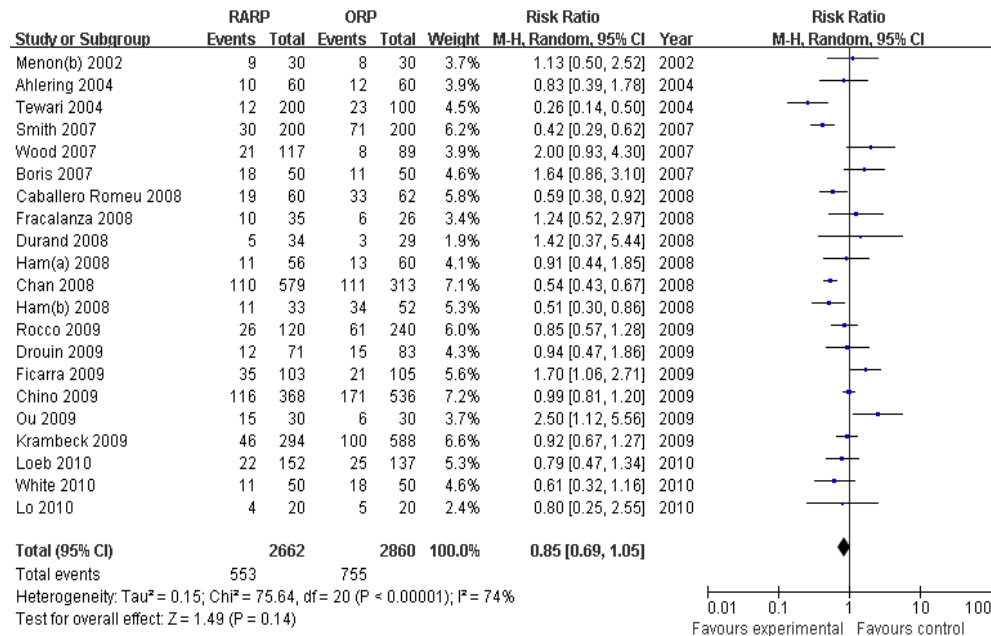 RARP ORP Risk Ratio Risk Ratio
Study or Subgroup Events Total Events Total Weight M-H, Random, 95% CI Year M-H, Random, 95% CI
Menon(b) 2002 9 30 8 30 3.7% 1.13 [0.50, 2.52] 2002
Ahlering 2004 10 60 12 60 3.9% 0.83 [0.39, 1.78] 2004
Tewari 2004 12 200 23 100 4.5% 0.26 [0.14, 0.50] 2004
Smith 2007 30 200 71 200 6.2% 0.42 [0.29, 0.62] 2007
Wood 2007 21 117 8 89 3.9% 2.00 [0.93, 4.30] 2007
Boris 2007 18 50 11 50 4.6% 1.64 [0.86, 3.10] 2007
Caballero Romeu 2008 19 60 33 62 5.8% 0.59 [0.38, 0.92] 2008
Fracalanza 2008 10 35 6 26 3.4% 1.24 [0.52, 2.97] 2008
Durand 2008 5 34 3 29 1.9% 1.42 [0.37, 5.44] 2008
Ham(a) 2008 11 56 13 60 4.1% 0.91 [0.44, 1.85] 2008
Chan 2008 110 579 111 313 7.1% 0.54 [0.43, 0.67] 2008
Ham(b) 2008 11 33 34 52 5.3% 0.51 [0.30, 0.86] 2008
Rocco 2009 26 120 61 240 6.0% 0.85 [0.57, 1.28] 2009
Drouin 2009 12 71 15 83 4.3% 0.94 [0.47, 1.86] 2009
Ficarra 2009 35 103 21 105 5.6% 1.70 [1.06, 2.71] 2009
Chino 2009 116 368 171 536 7.2% 0.99 [0.81, 1.20] 2009
Ou 2009 15 30 6 30 3.7% 2.50 [1.12, 5.56] 2009
Krambeck 2009 46 294 100 588 6.6% 0.92 [0.67, 1.27] 2009
Loeb 2010 22 152 25 137 5.3% 0.79 [0.47, 1.34] 2010
White 2010 11 50 18 50 4.6% 0.61 [0.32, 1.16] 2010
Lo 2010 4 20 5 20 2.4% 0.80 [0.25, 2.55] 2010
Total (95% CI) 2662 2860 100.0% 0.85 [0.69, 1.05]
Total events 553 755
Heterogeneity: Tau² = 0.15; Chi² = 75.64, df = 20 (P < 0.00001); I² = 74%
Test for overall effect: Z = 1.49 (P = 0.14)
0.01 0.1 1 10 100
Favours experimental Favours control